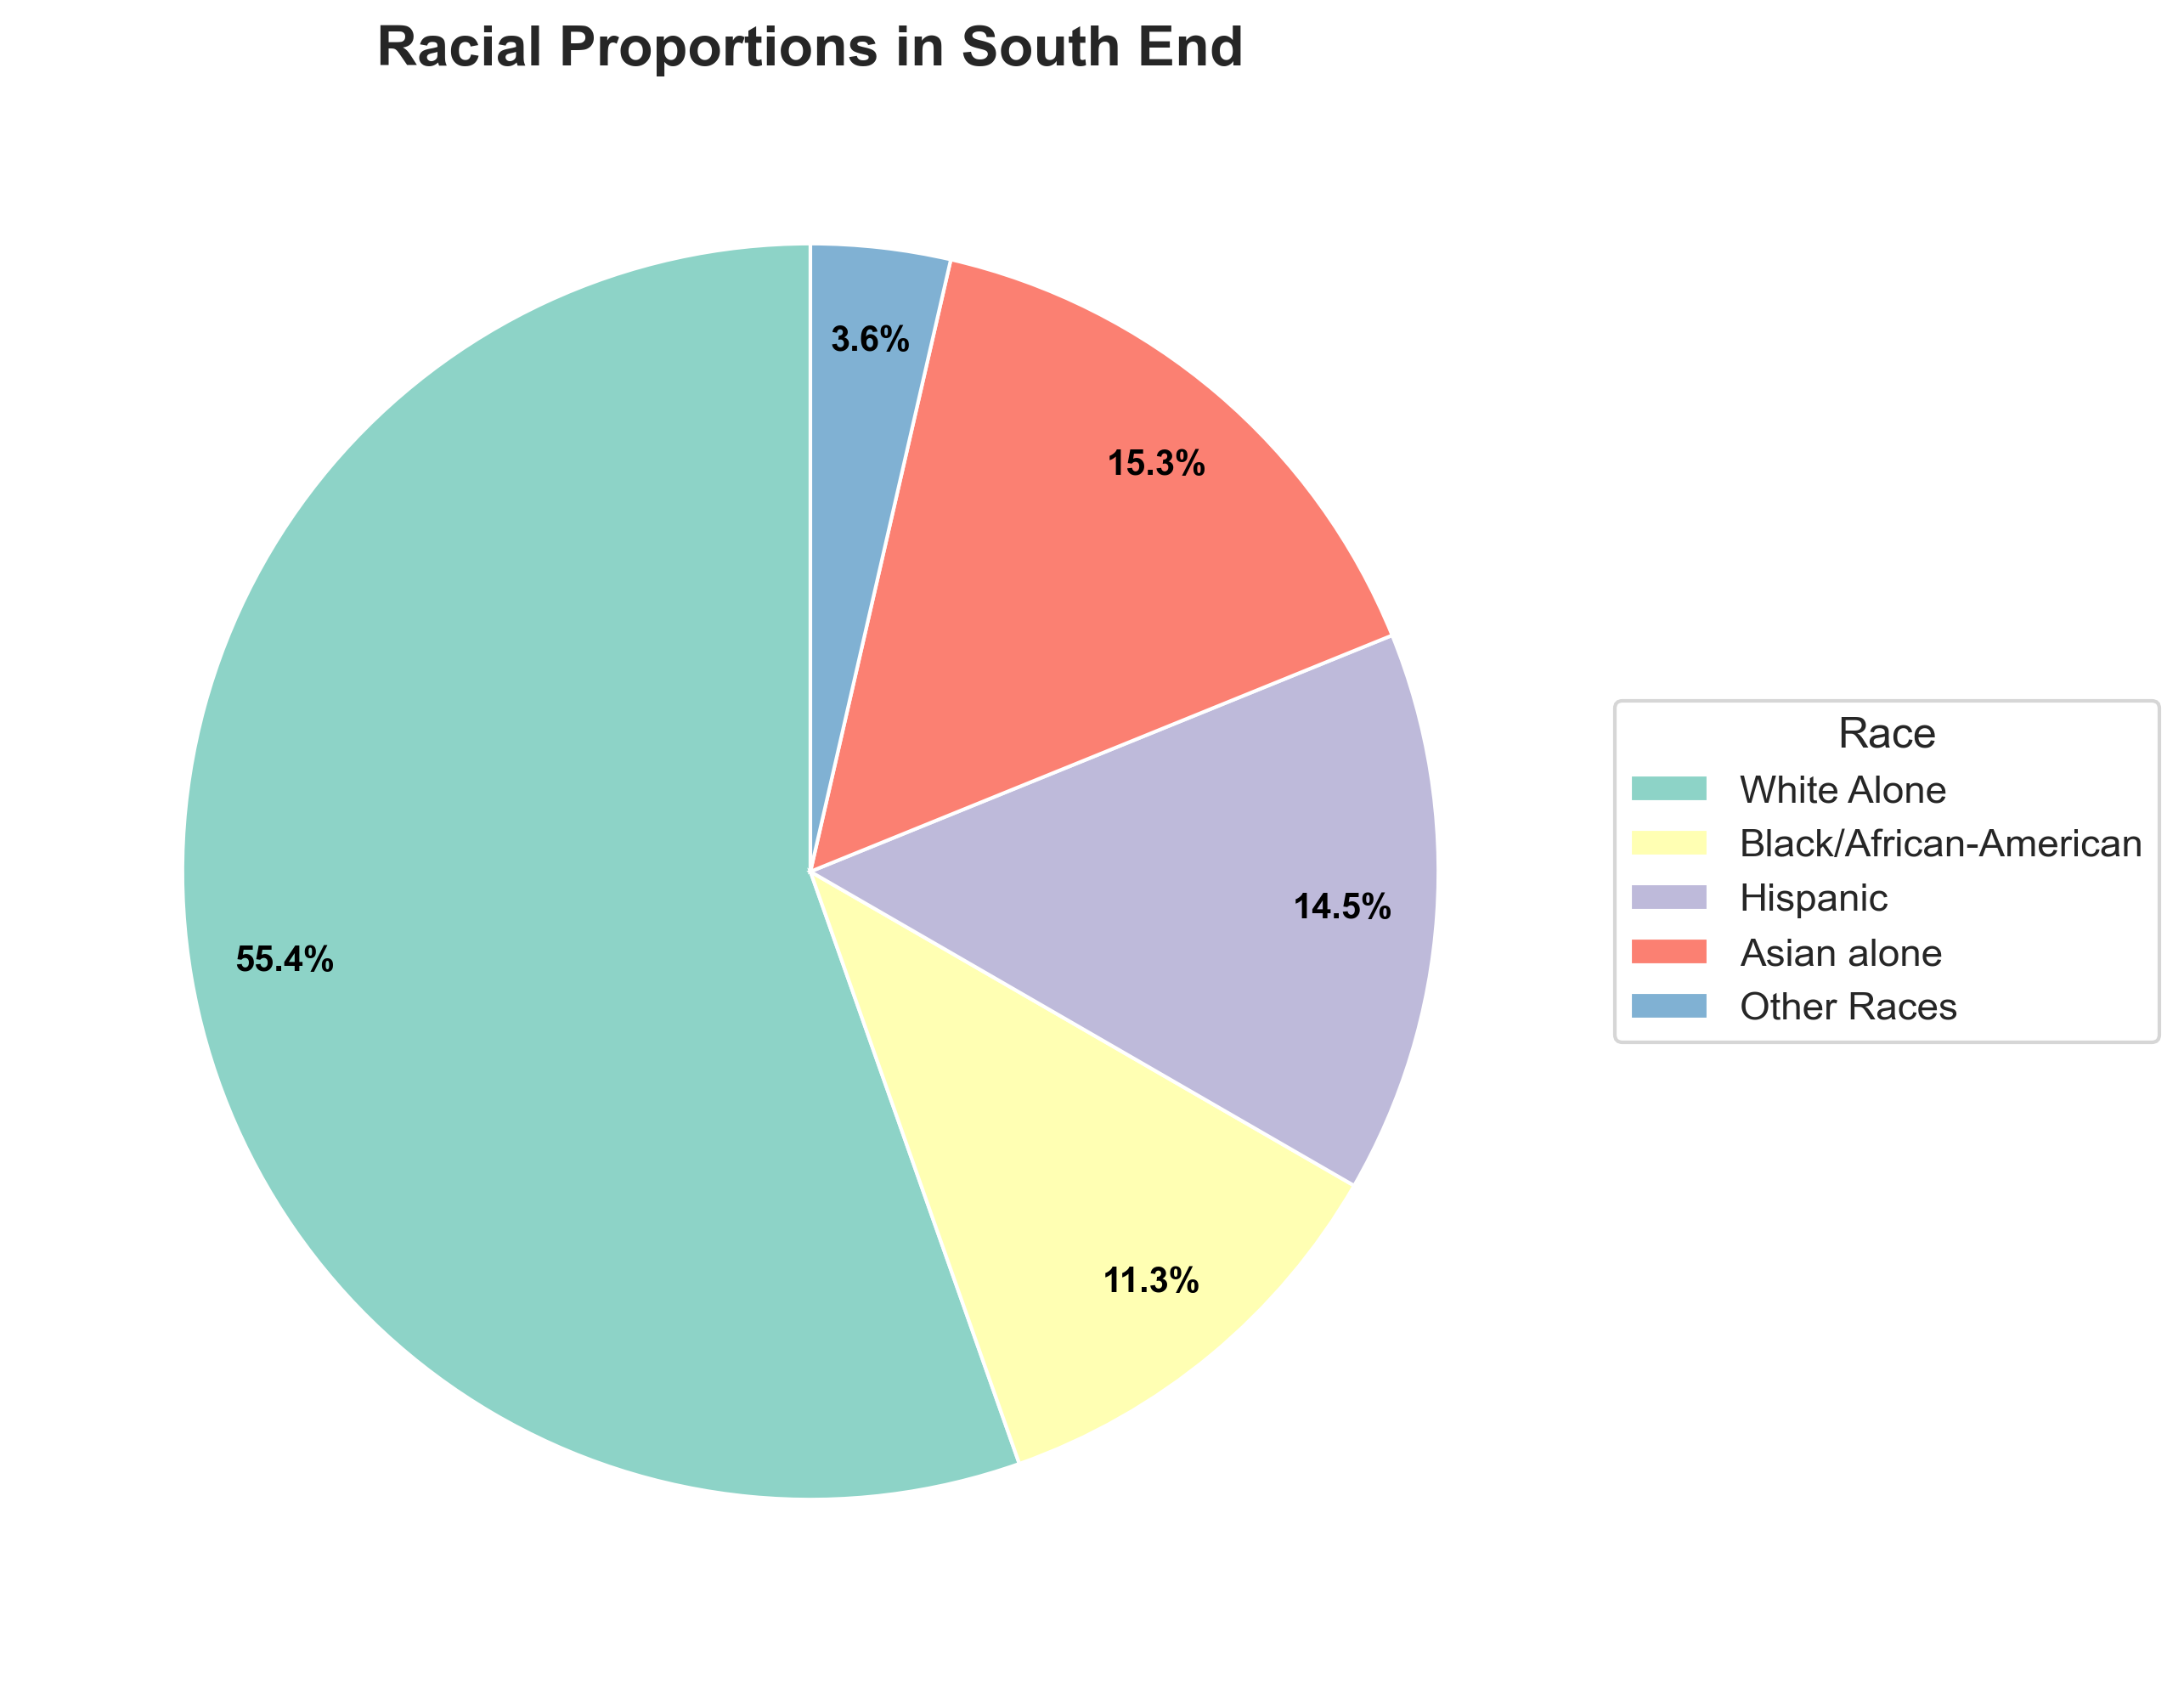 Racial Proportions in South End
3.6%
15.3%
14.5%
55.4%
11.3%
Race
White Alone
Black/African-American
Hispanic
Asian alone
Other Races